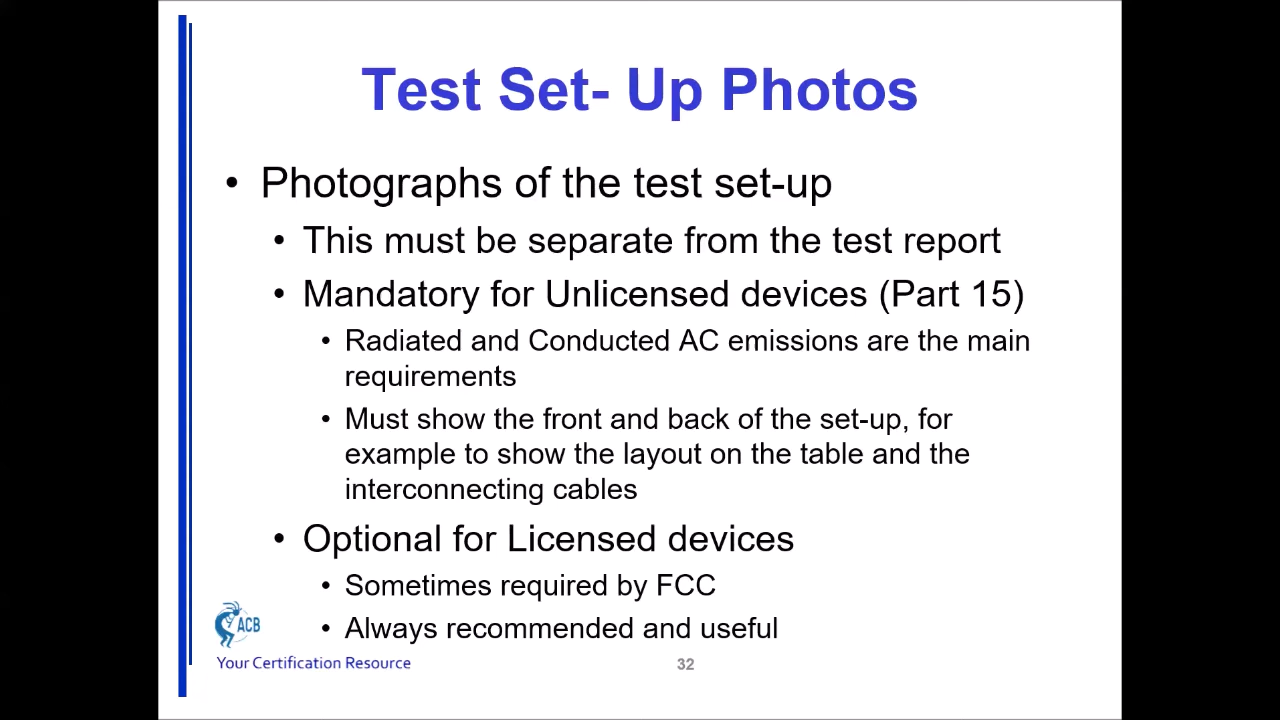 Test Set- Up Photos
• Photographs of the test set-up
• This must be separate from the test report
• Mandatory for Unlicensed devices (Part 15)
• Radiated and Conducted AC emissions are the main
requirements
• Must show the front and back of the set-up, for
example to show the layout on the table and the
interconnecting cables
• Optional for Licensed devices
• Sometimes required by FCC
• Always recommended and useful
ACB
Your Certification Resource
32